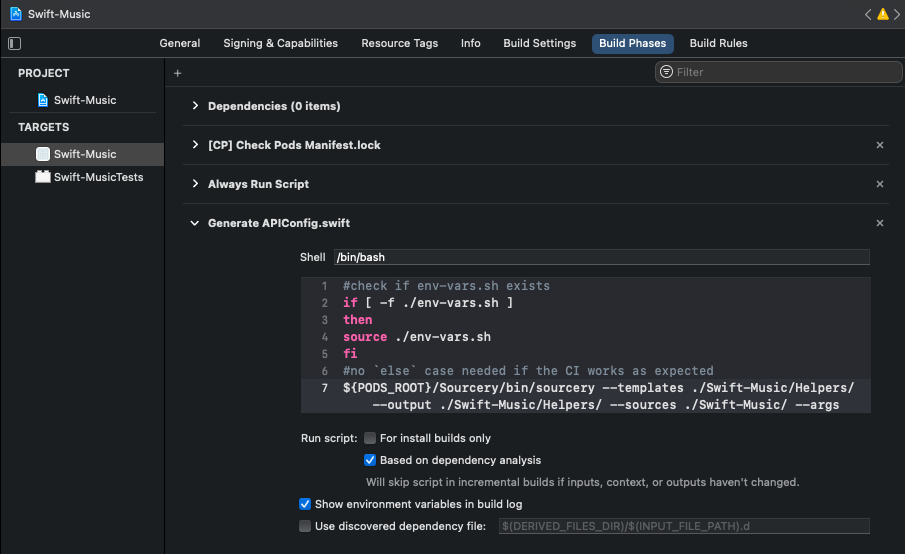 Swift-Music
General Signing & Capabilities Resource Tags Info Build Settings Build Phases Build Rules
PROJECT
Swift-Music
TARGETS
Swift-Music
Swift-MusicTests
+ Filter
Dependencies (0 items)
[CP] Check Pods Manifest.lock
Always Run Script
Generate APIConfig.swift
Shell /bin/bash
1 #check if env-vars.sh exists
2 if [ -f ./env-vars.sh ]
3 then
4 source ./env-vars.sh
5 fi
6 #no `else` case needed if the CI works as expected
7 ${PODS_ROOT}/Sourcery/bin/sourcery --templates ./Swift-Music/Helpers/
--output ./Swift-Music/Helpers/ --sources ./Swift-Music/ --args
Run script: For install builds only
Based on dependency analysis
Will skip script in incremental builds if inputs, context, or outputs haven't changed.
Show environment variables in build log
Use discovered dependency file: $(DERIVED_FILES_DIR)/$(INPUT_FILE_PATH).d